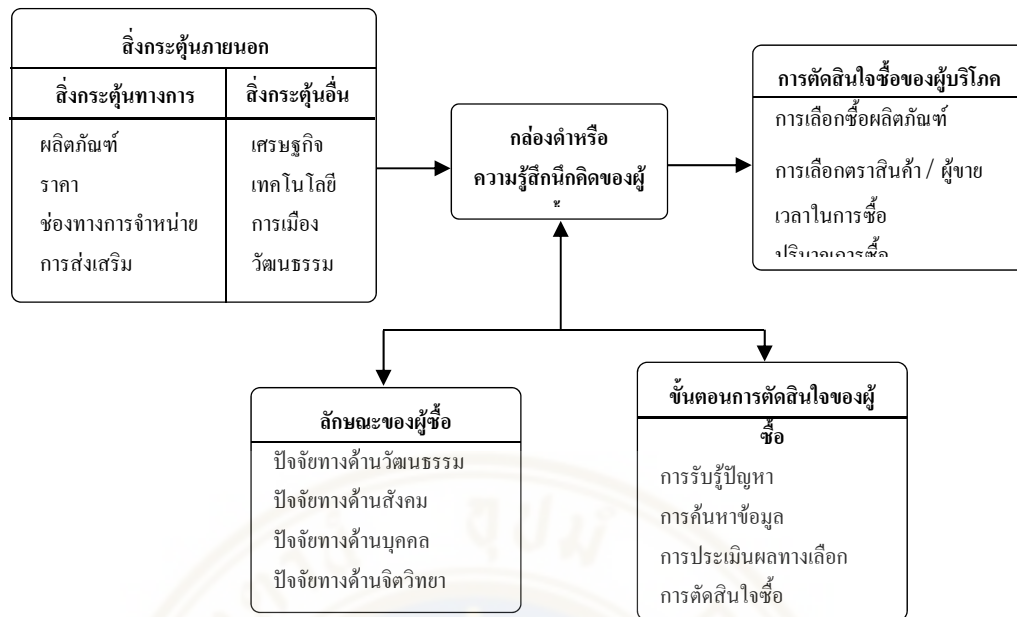 สิ่งกระตุ้นภายนอก
สิ่งกระตุ้นทางการ
สิ่งกระตุ้นอื่น
ผลิตภัณฑ์
ราคา
ช่องทางการจำหน่าย
การส่งเสริม
เศรษฐกิจ
เทคโนโลยี
การเมือง
วัฒนธรรม
กล่องดำหรือ
ความรู้สึกนึกคิดของผู้
การตัดสินใจซื้อของผู้บริโภค
การเลือกซื้อผลิตภัณฑ์
การเลือกตราสินค้า / ผู้ขาย
เวลาในการซื้อ
ปริมาณการซื้อ
ลักษณะของผู้ซื้อ
ปัจจัยทางด้านวัฒนธรรม
ปัจจัยทางด้านสังคม
ปัจจัยทางด้านบุคคล
ปัจจัยทางด้านจิตวิทยา
ขั้นตอนการตัดสินใจของผู้
ซื้อ
การรับรู้ปัญหา
การค้นหาข้อมูล
การประเมินผลทางเลือก
การตัดสินใจซื้อ